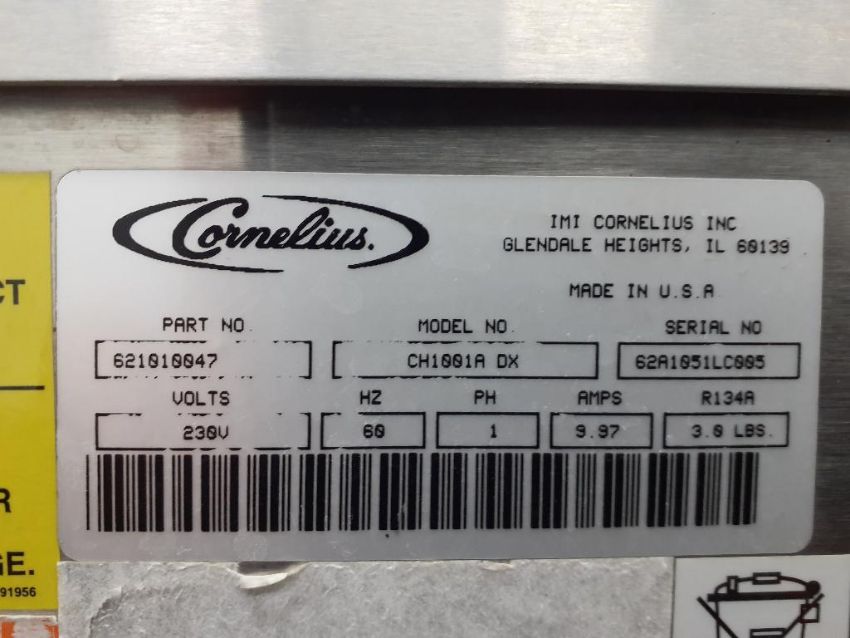 Cornelius.
IMI CORNELIUS INC
GLENDALE HEIGHTS, IL 60139
MADE IN U.S.A
PART NO. MODEL NO. SERIAL NO
621010047 CH1001A DX 62A1051LC005
VOLTS HZ PH AMPS R134A
230V 60 1 9.97 3.0 LBS.
CT
R
GE.
91956